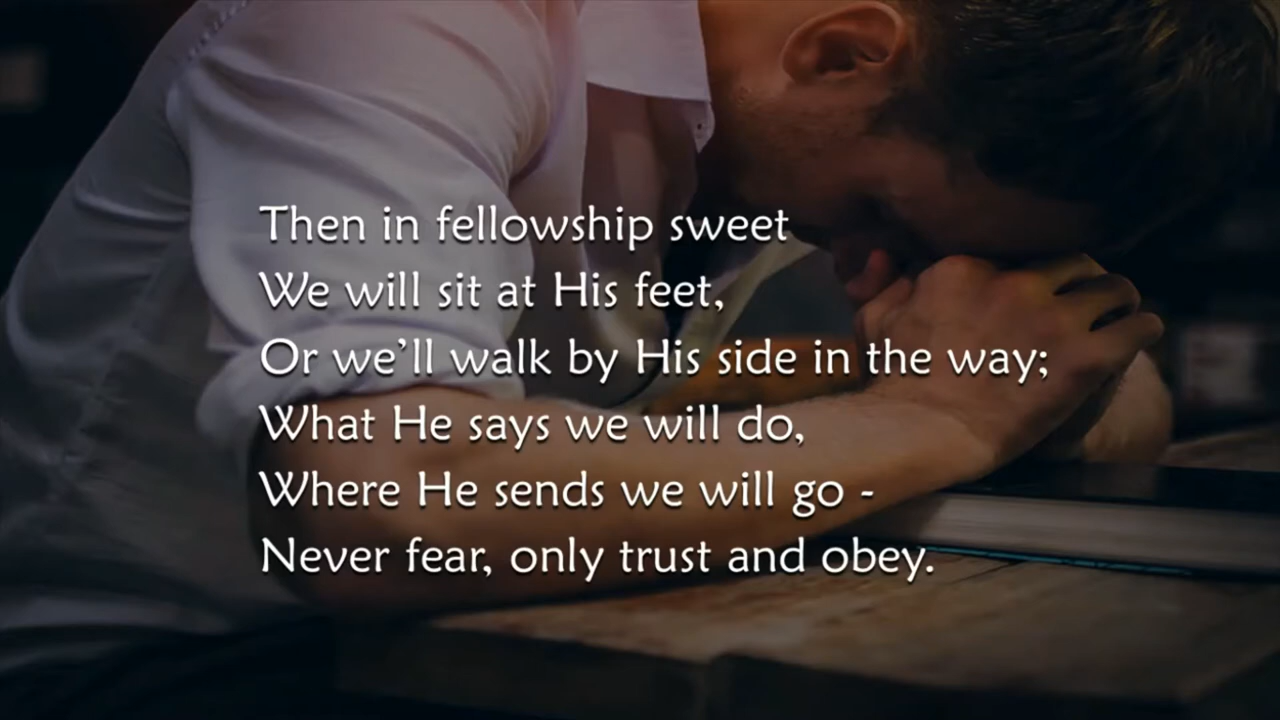 Then in fellowship sweet
We will sit at His feet,
Or we’ll walk by His side in the way;
What He says we will do,
Where He sends we will go -
Never fear, only trust and obey.